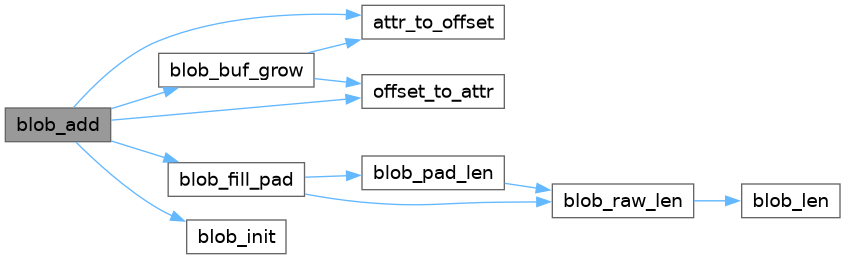 blob_add
attr_to_offset
blob_buf_grow
offset_to_attr
blob_fill_pad
blob_pad_len
blob_raw_len
blob_len
blob_init